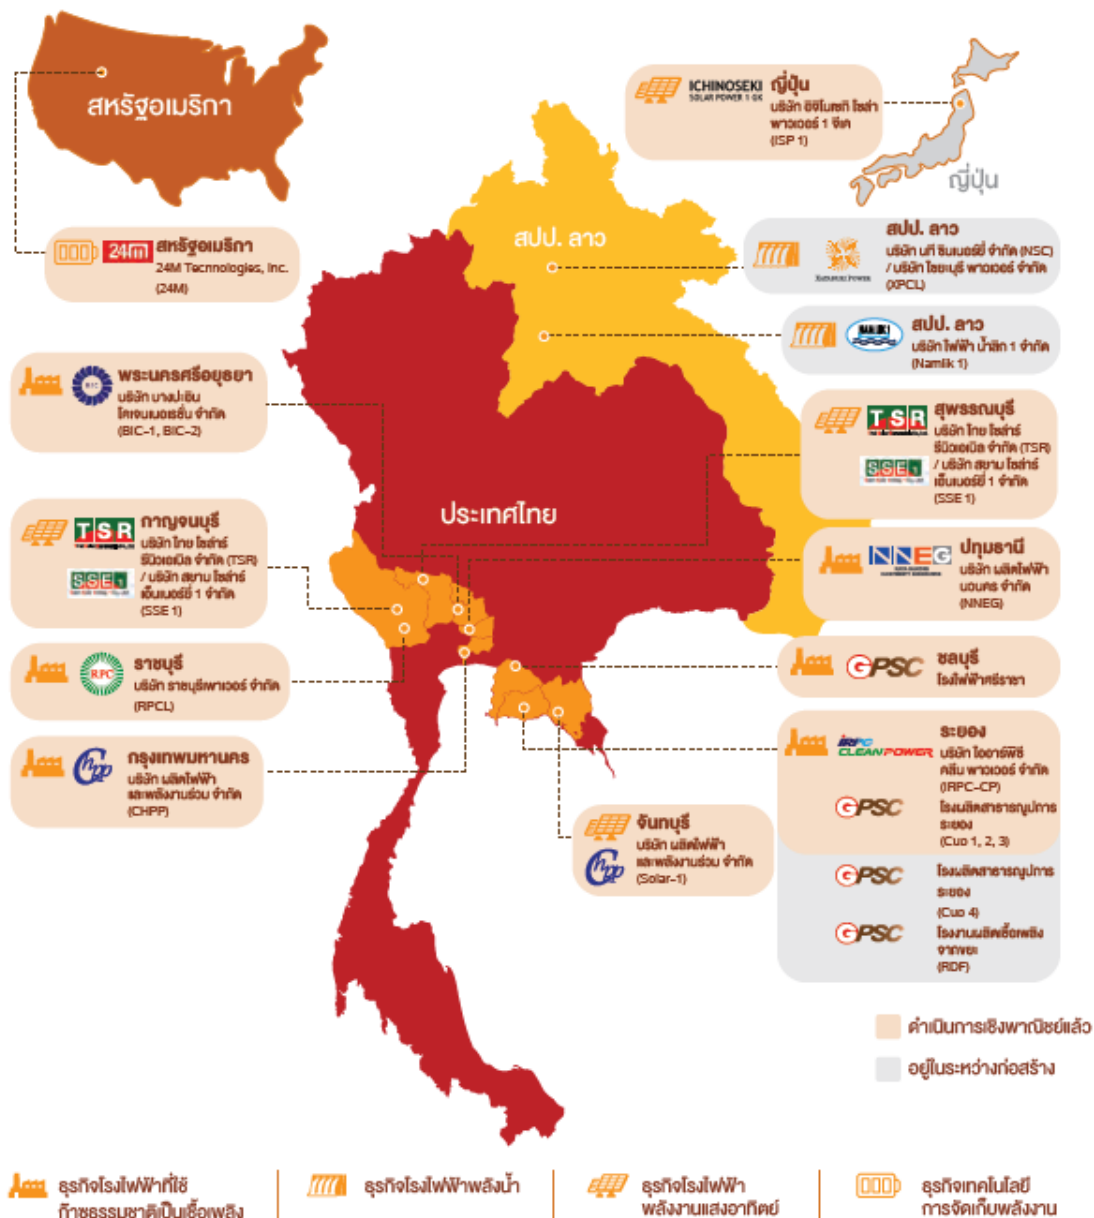 สหรัฐอเมริกา
24m
สหรัฐอเมริกา
24M Tecnnologies, Inc.
(24M)
ICHINOSEKI
SOLAR POWER 1 GK
ญี่ปุ่น
บริษัท อิจิโนเซกิ โซล่า
พาวเวอร์ 1 จีเค
(ISP 1)
ญี่ปุ่น
สปป. ลาว
สปป. ลาว
บริษัท นที ซินเนอร์ยี่ จำกัด (NSC)
/ บริษัท ไซยะบุรี พาวเวอร์ จำกัด
(XPCL)
สปป. ลาว
บริษัท ไฟฟ้า น้ำลิก 1 จำกัด
(Namlik 1)
BIC
พระนครศรีอยุธยา
บริษัท บางปะอิน
โคเจนเนอเรชั่น จำกัด
(BIC-1, BIC-2)
TSR
SSE1
สุพรรณบุรี
บริษัท ไทย โซล่าร์
รีนิวเอเบิล จำกัด (TSR)
/ บริษัท สยาม โซล่าร์
เอ็นเนอร์ยี่ 1 จำกัด
(SSE 1)
ประเทศไทย
TSR
SSE1
กาญจนบุรี
บริษัท ไทย โซล่าร์
รีนิวเอเบิล จำกัด (TSR)
/ บริษัท สยาม โซล่าร์
เอ็นเนอร์ยี่ 1 จำกัด
(SSE 1)
NNEG
ปทุมธานี
บริษัท ผลิตไฟฟ้า
นวนคร จำกัด
(NNEG)
RPC
ราชบุรี
บริษัท ราชบุรีเพาเวอร์ จำกัด
(RPCL)
GPSC
ชลบุรี
โรงไฟฟ้าศรีราชา
Chpp
กรุงเทพมหานคร
บริษัท ผลิตไฟฟ้า
และพลังงานร่วม จำกัด
(CHPP)
IRPC
CLEAN POWER
ระยอง
บริษัท ไออาร์พีซี
คลีน พาวเวอร์ จำกัด
(IRPC-CP)
GPSC
โรงผลิตสาธารณูปการ
ระยอง
(Cuo 1, 2, 3)
Chpp
จันทบุรี
บริษัท ผลิตไฟฟ้า
และพลังงานร่วม จำกัด
(Solar-1)
GPSC
โรงผลิตสาธารณูปการ
ระยอง
(Cuo 4)
GPSC
โรงงานผลิตเชื้อเพลิง
จากขยะ
(RDF)
ดำเนินการเชิงพาณิชย์แล้ว
อยู่ในระหว่างก่อสร้าง
ธุรกิจโรงไฟฟ้าที่ใช้
ก๊าซธรรมชาติเป็นเชื้อเพลิง
ธุรกิจโรงไฟฟ้าพลังน้ำ
ธุรกิจโรงไฟฟ้า
พลังงานแสงอาทิตย์
ธุรกิจเทคโนโลยี
การจัดเก็บพลังงาน